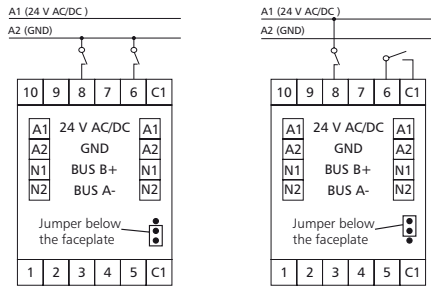 A1 (24 V AC/DC )
A2 (GND)
10 9 8 7 6 C1
A1 24 V AC/DC A1
A2 GND A2
N1 BUS B+ N1
N2 BUS A- N2
Jumper below
the faceplate
1 2 3 4 5 C1
A1 (24 V AC/DC )
A2 (GND)
10 9 8 7 6 C1
A1 24 V AC/DC A1
A2 GND A2
N1 BUS B+ N1
N2 BUS A- N2
Jumper below
the faceplate
1 2 3 4 5 C1